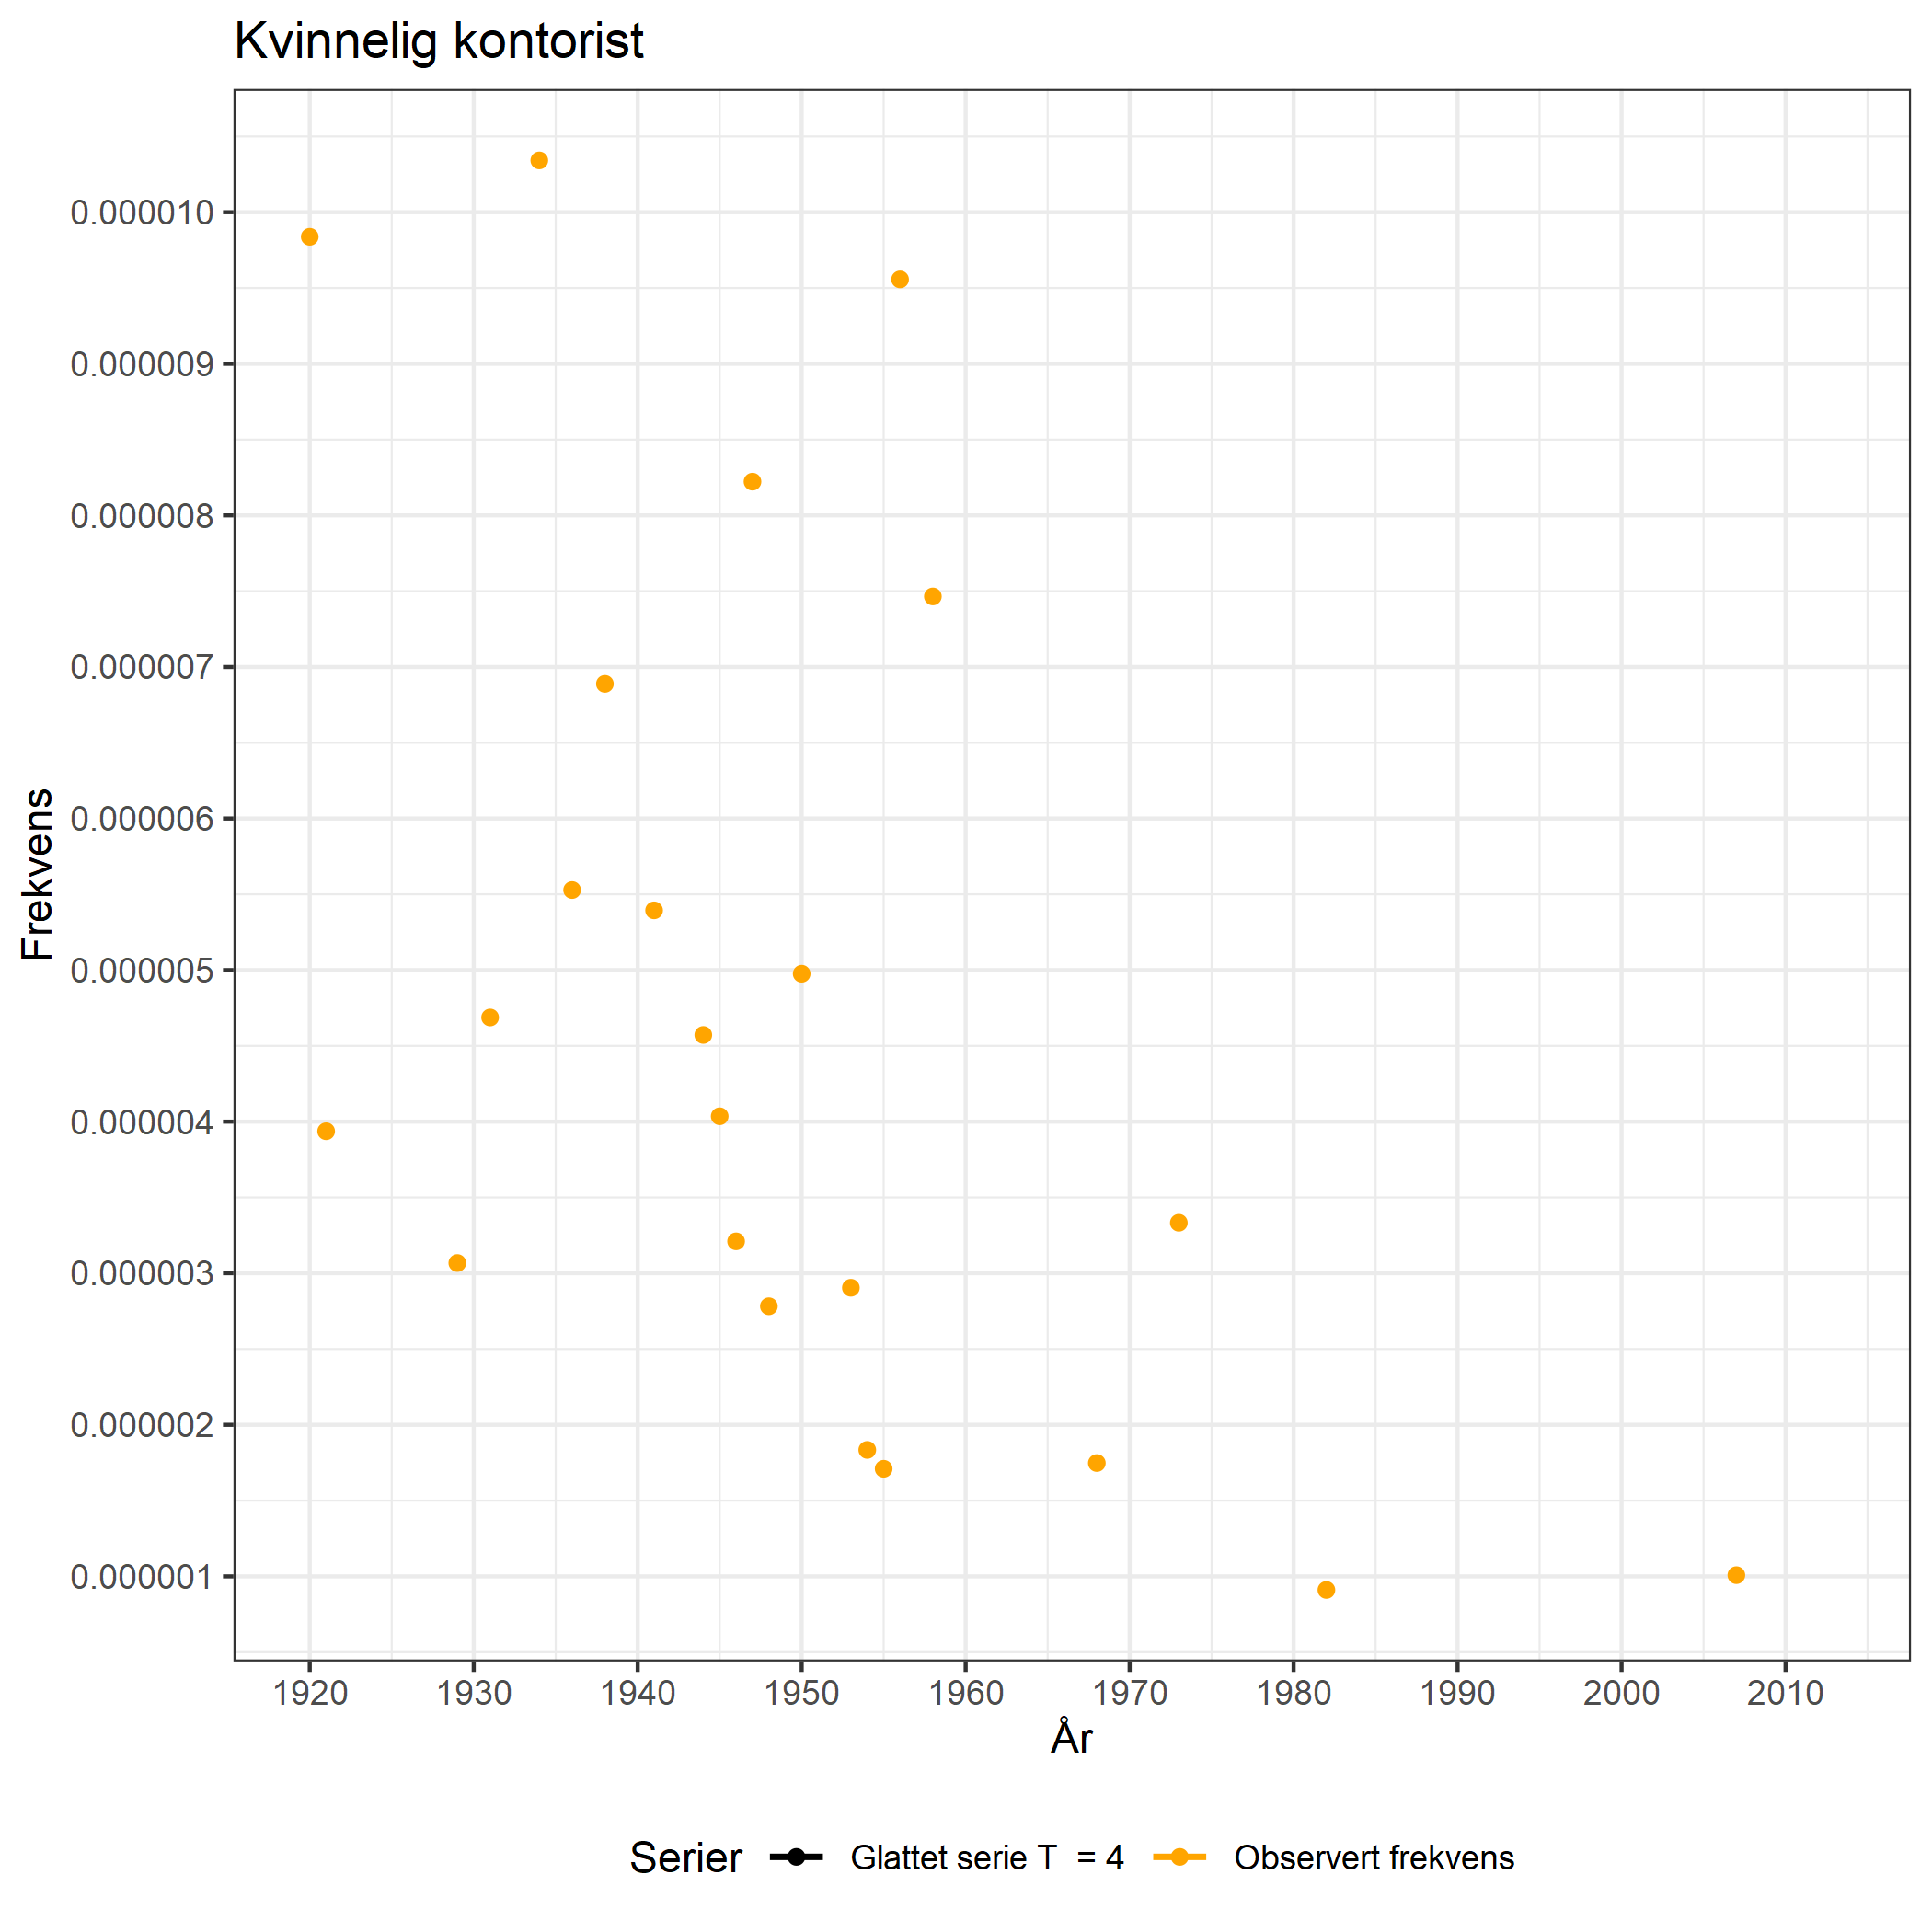 Kvinnelig kontorist
0.000010
0.000009
0.000008
0.000007
0.000006
0.000005
0.000004
0.000003
0.000002
0.000001
Frekvens
1920 1930 1940 1950 1960 1970 1980 1990 2000 2010
År
Serier Glattet serie T = 4 Observert frekvens